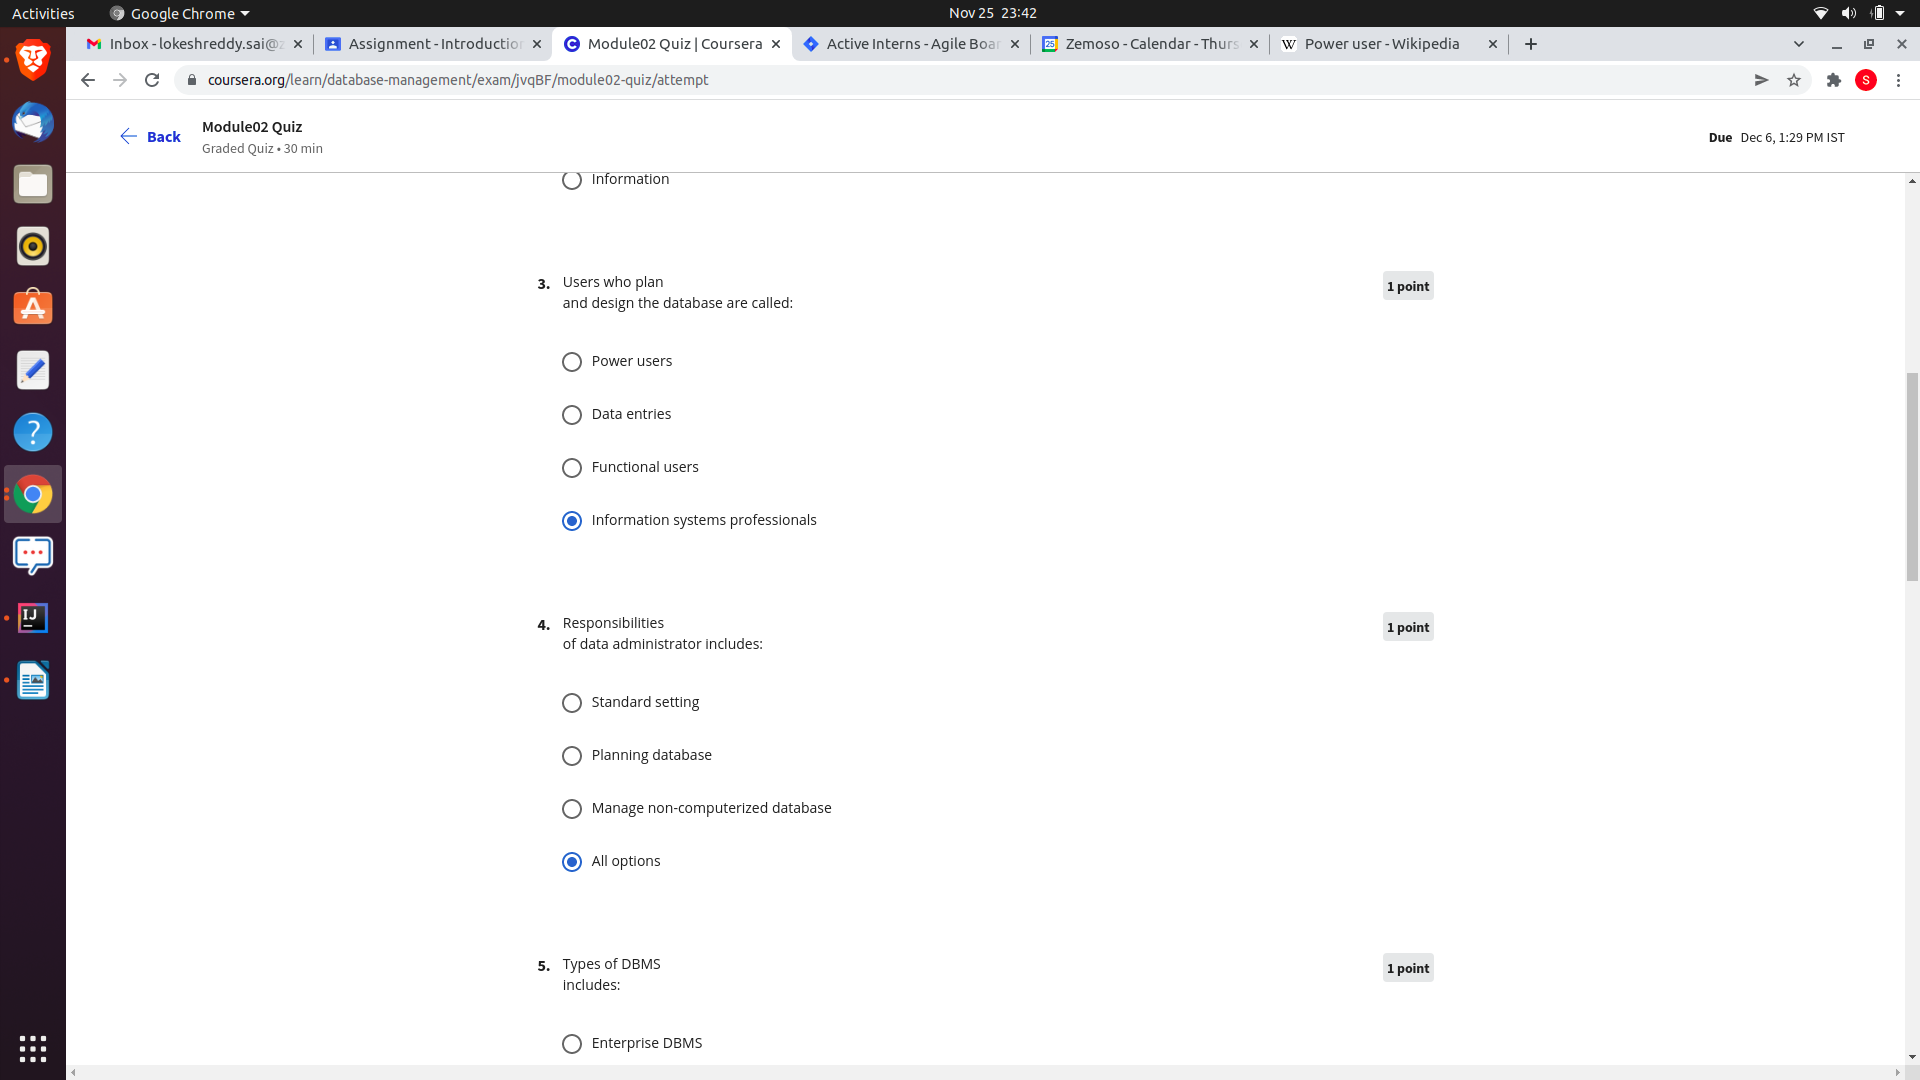 Activities
Google Chrome
Nov 25 23:42
Inbox - lokeshreddy.sai@z
Assignment - Introduction
Module02 Quiz | Coursera
Active Interns - Agile Boar
Zemoso - Calendar - Thurs
Power user - Wikipedia
coursera.org/learn/database-management/exam/jvqBF/module02-quiz/attempt
S
Back
Module02 Quiz
Graded Quiz • 30 min
Due Dec 6, 1:29 PM IST
Information
3. Users who plan
and design the database are called:
1 point
Power users
Data entries
Functional users
Information systems professionals
4. Responsibilities
of data administrator includes:
1 point
Standard setting
Planning database
Manage non-computerized database
All options
5. Types of DBMS
includes:
1 point
Enterprise DBMS